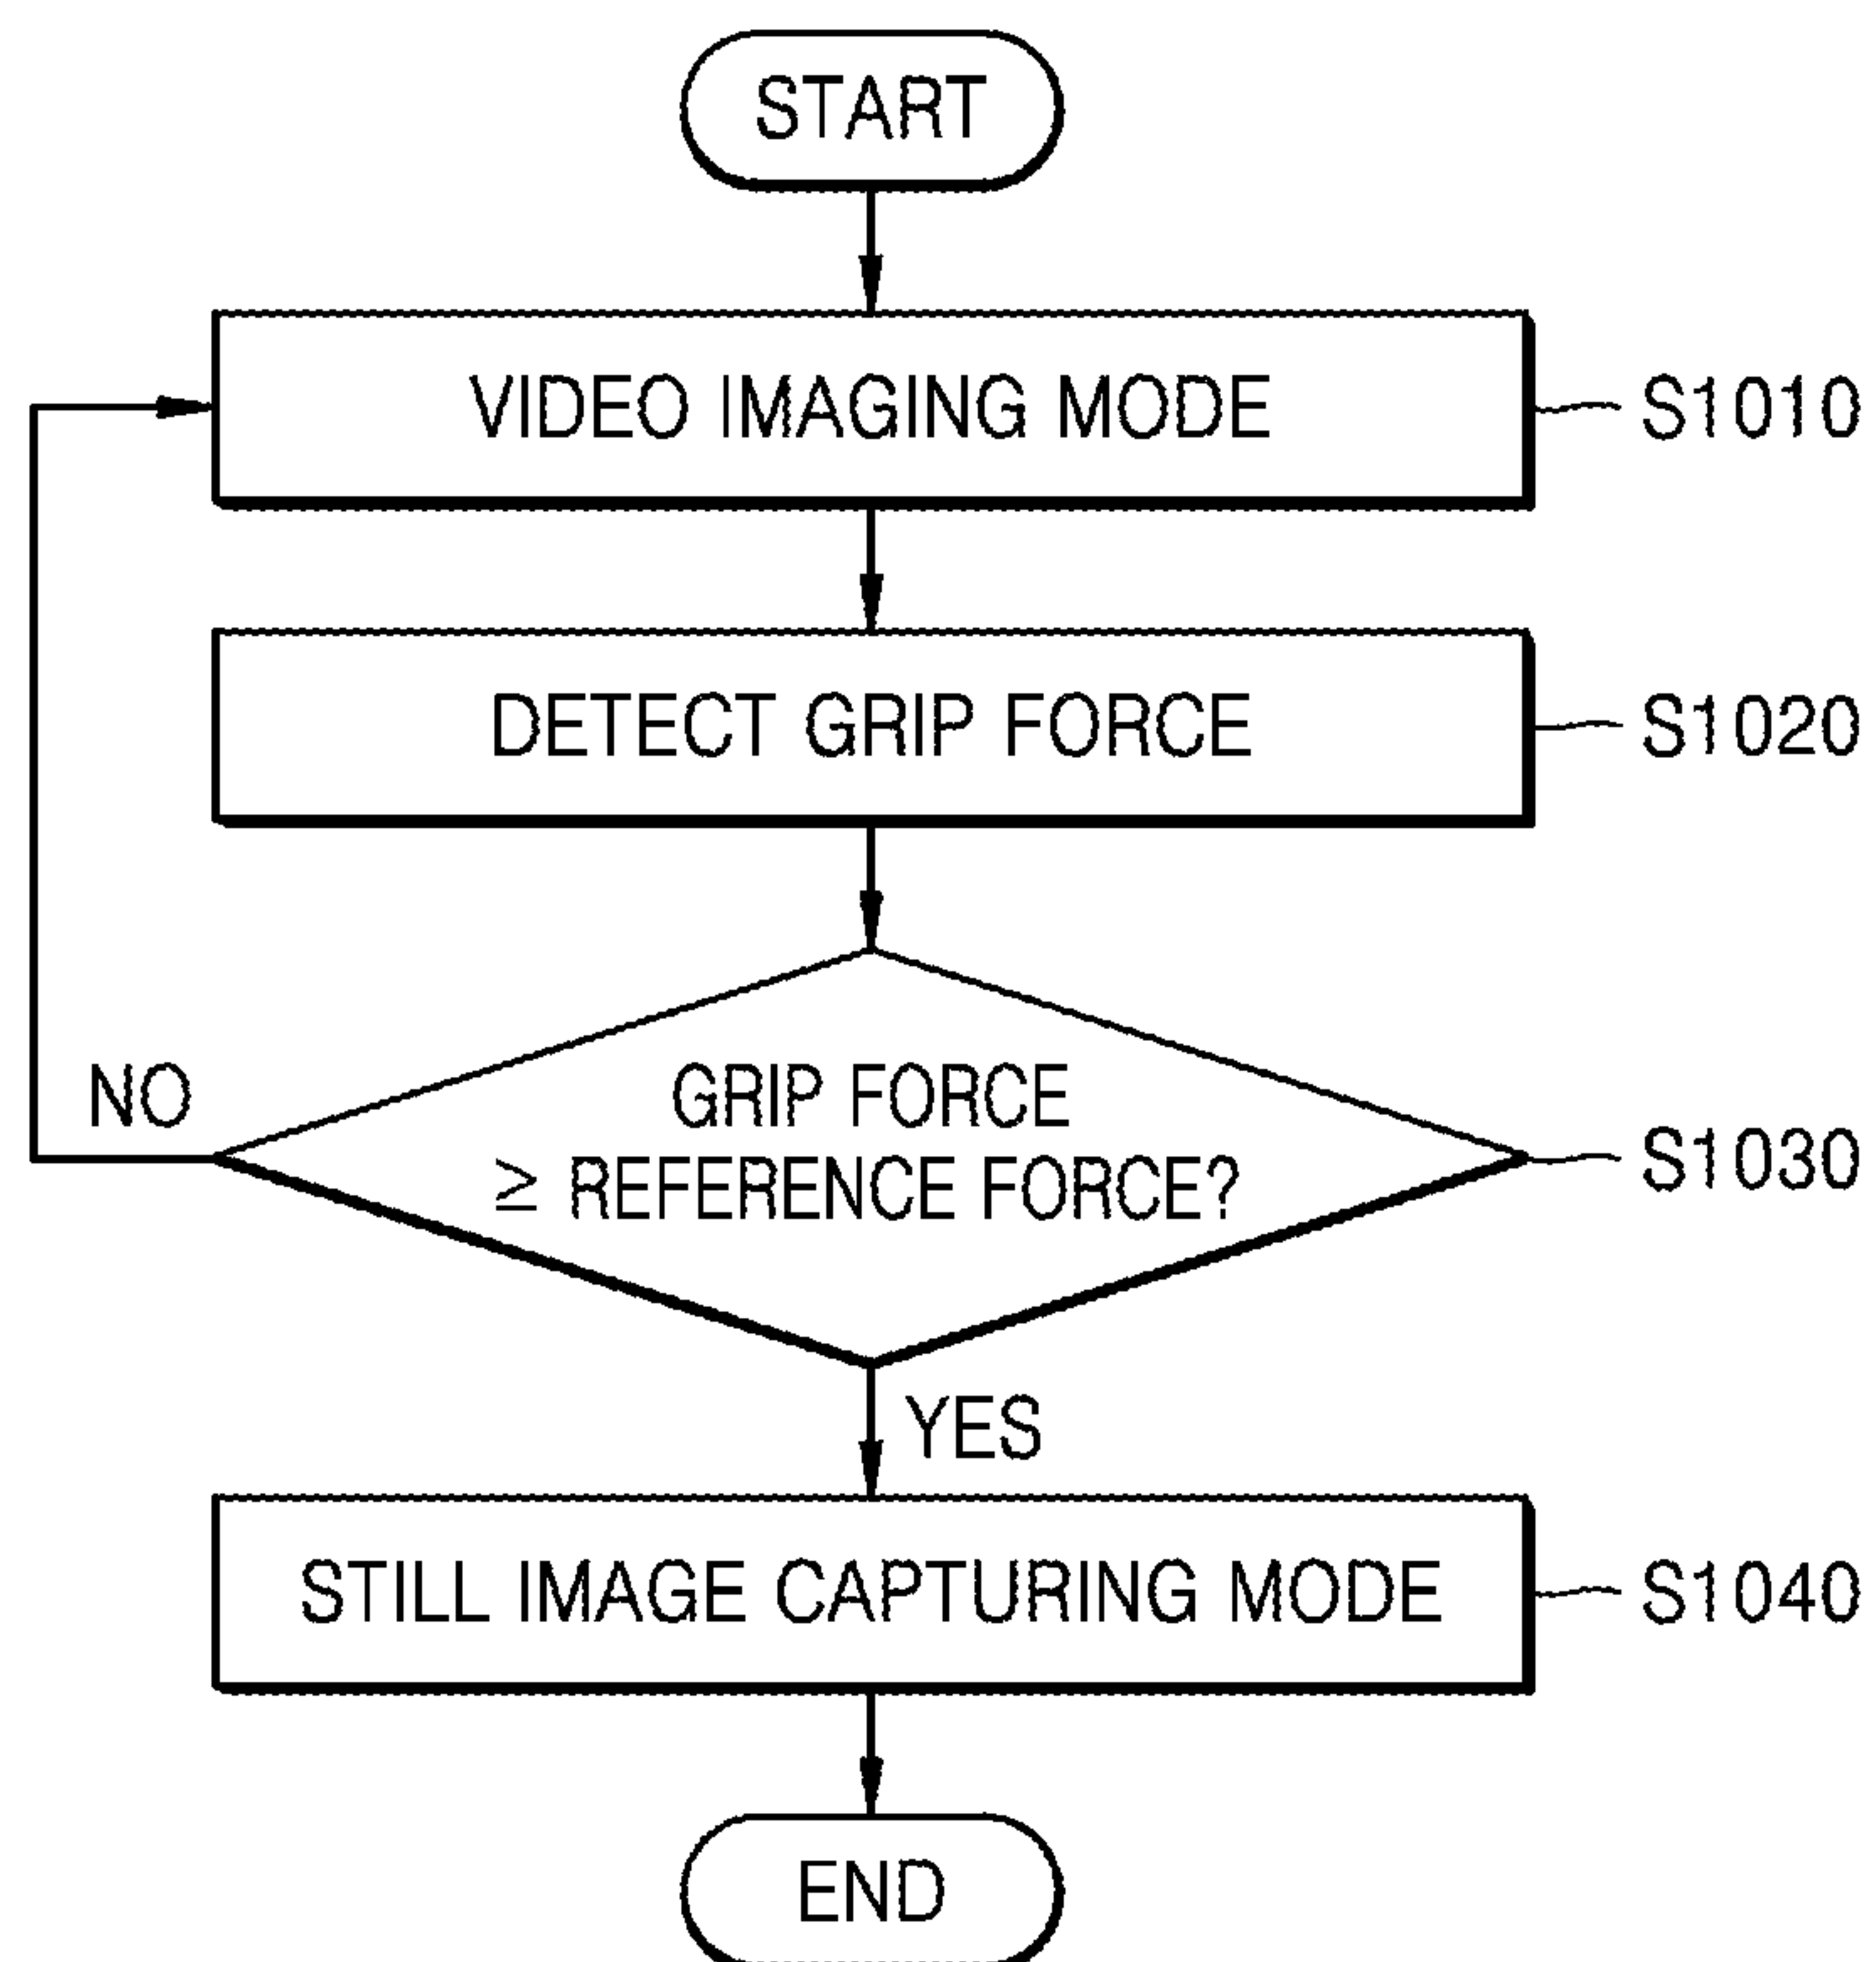 START
VIDEO IMAGING MODE
S1010
DETECT GRIP FORCE
S1020
NO
GRIP FORCE
≥ REFERENCE FORCE?
S1030
YES
STILL IMAGE CAPTURING MODE
S1040
END